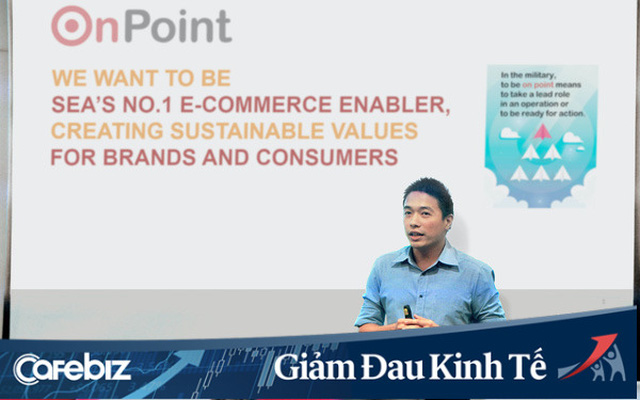 OnPoint
WE WANT TO BE
SEA'S NO.1 E-COMMERCE ENABLER,
CREATING SUSTAINABLE VALUES
FOR BRANDS AND CONSUMERS
In the military,
to be on point means
to take a lead role
in an operation or
to be ready for action.
Cafebiz
Giảm Đau Kinh Tế